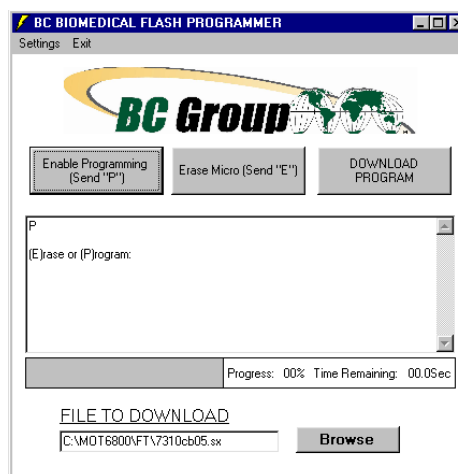 BC BIOMEDICAL FLASH PROGRAMMER
Settings Exit
BC Group
Enable Programming
(Send "P")
Erase Micro (Send "E")
DOWNLOAD
PROGRAM
P
(E)rase or (P)rogram:
Progress: 00% Time Remaining: 00.0Sec
FILE TO DOWNLOAD
C:\MOT6800\FT\7310cb05.sx
Browse